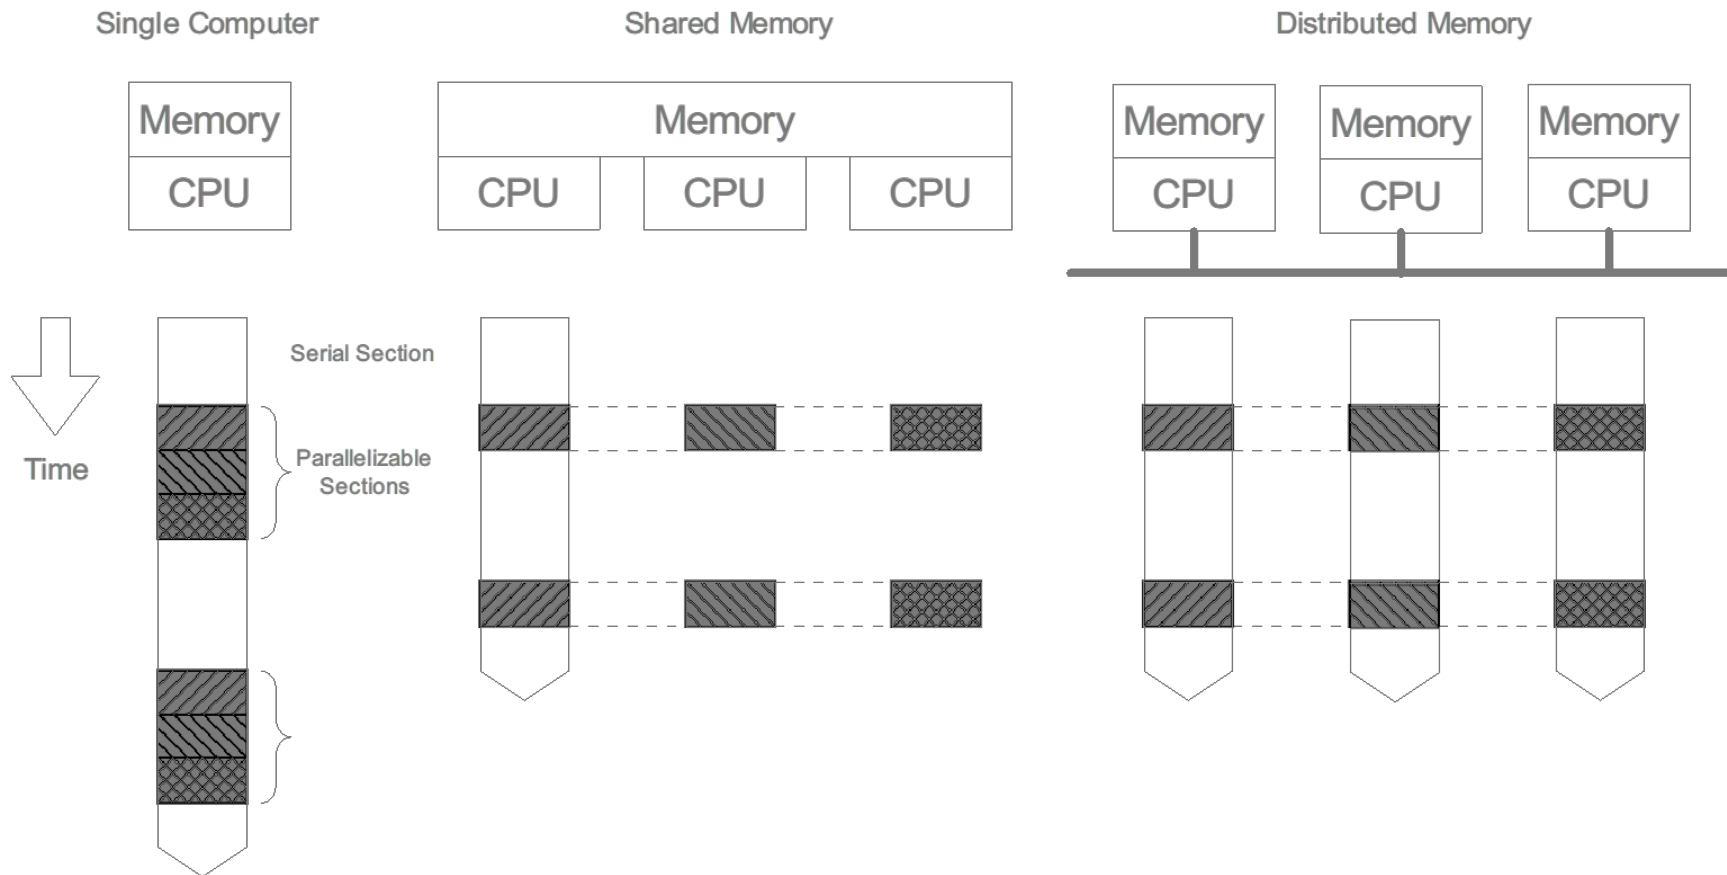 Single Computer
Shared Memory
Distributed Memory
Memory
CPU
Memory
CPU
CPU
CPU
Memory
CPU
Memory
CPU
Memory
CPU
Time
Serial Section
Parallelizable
Sections